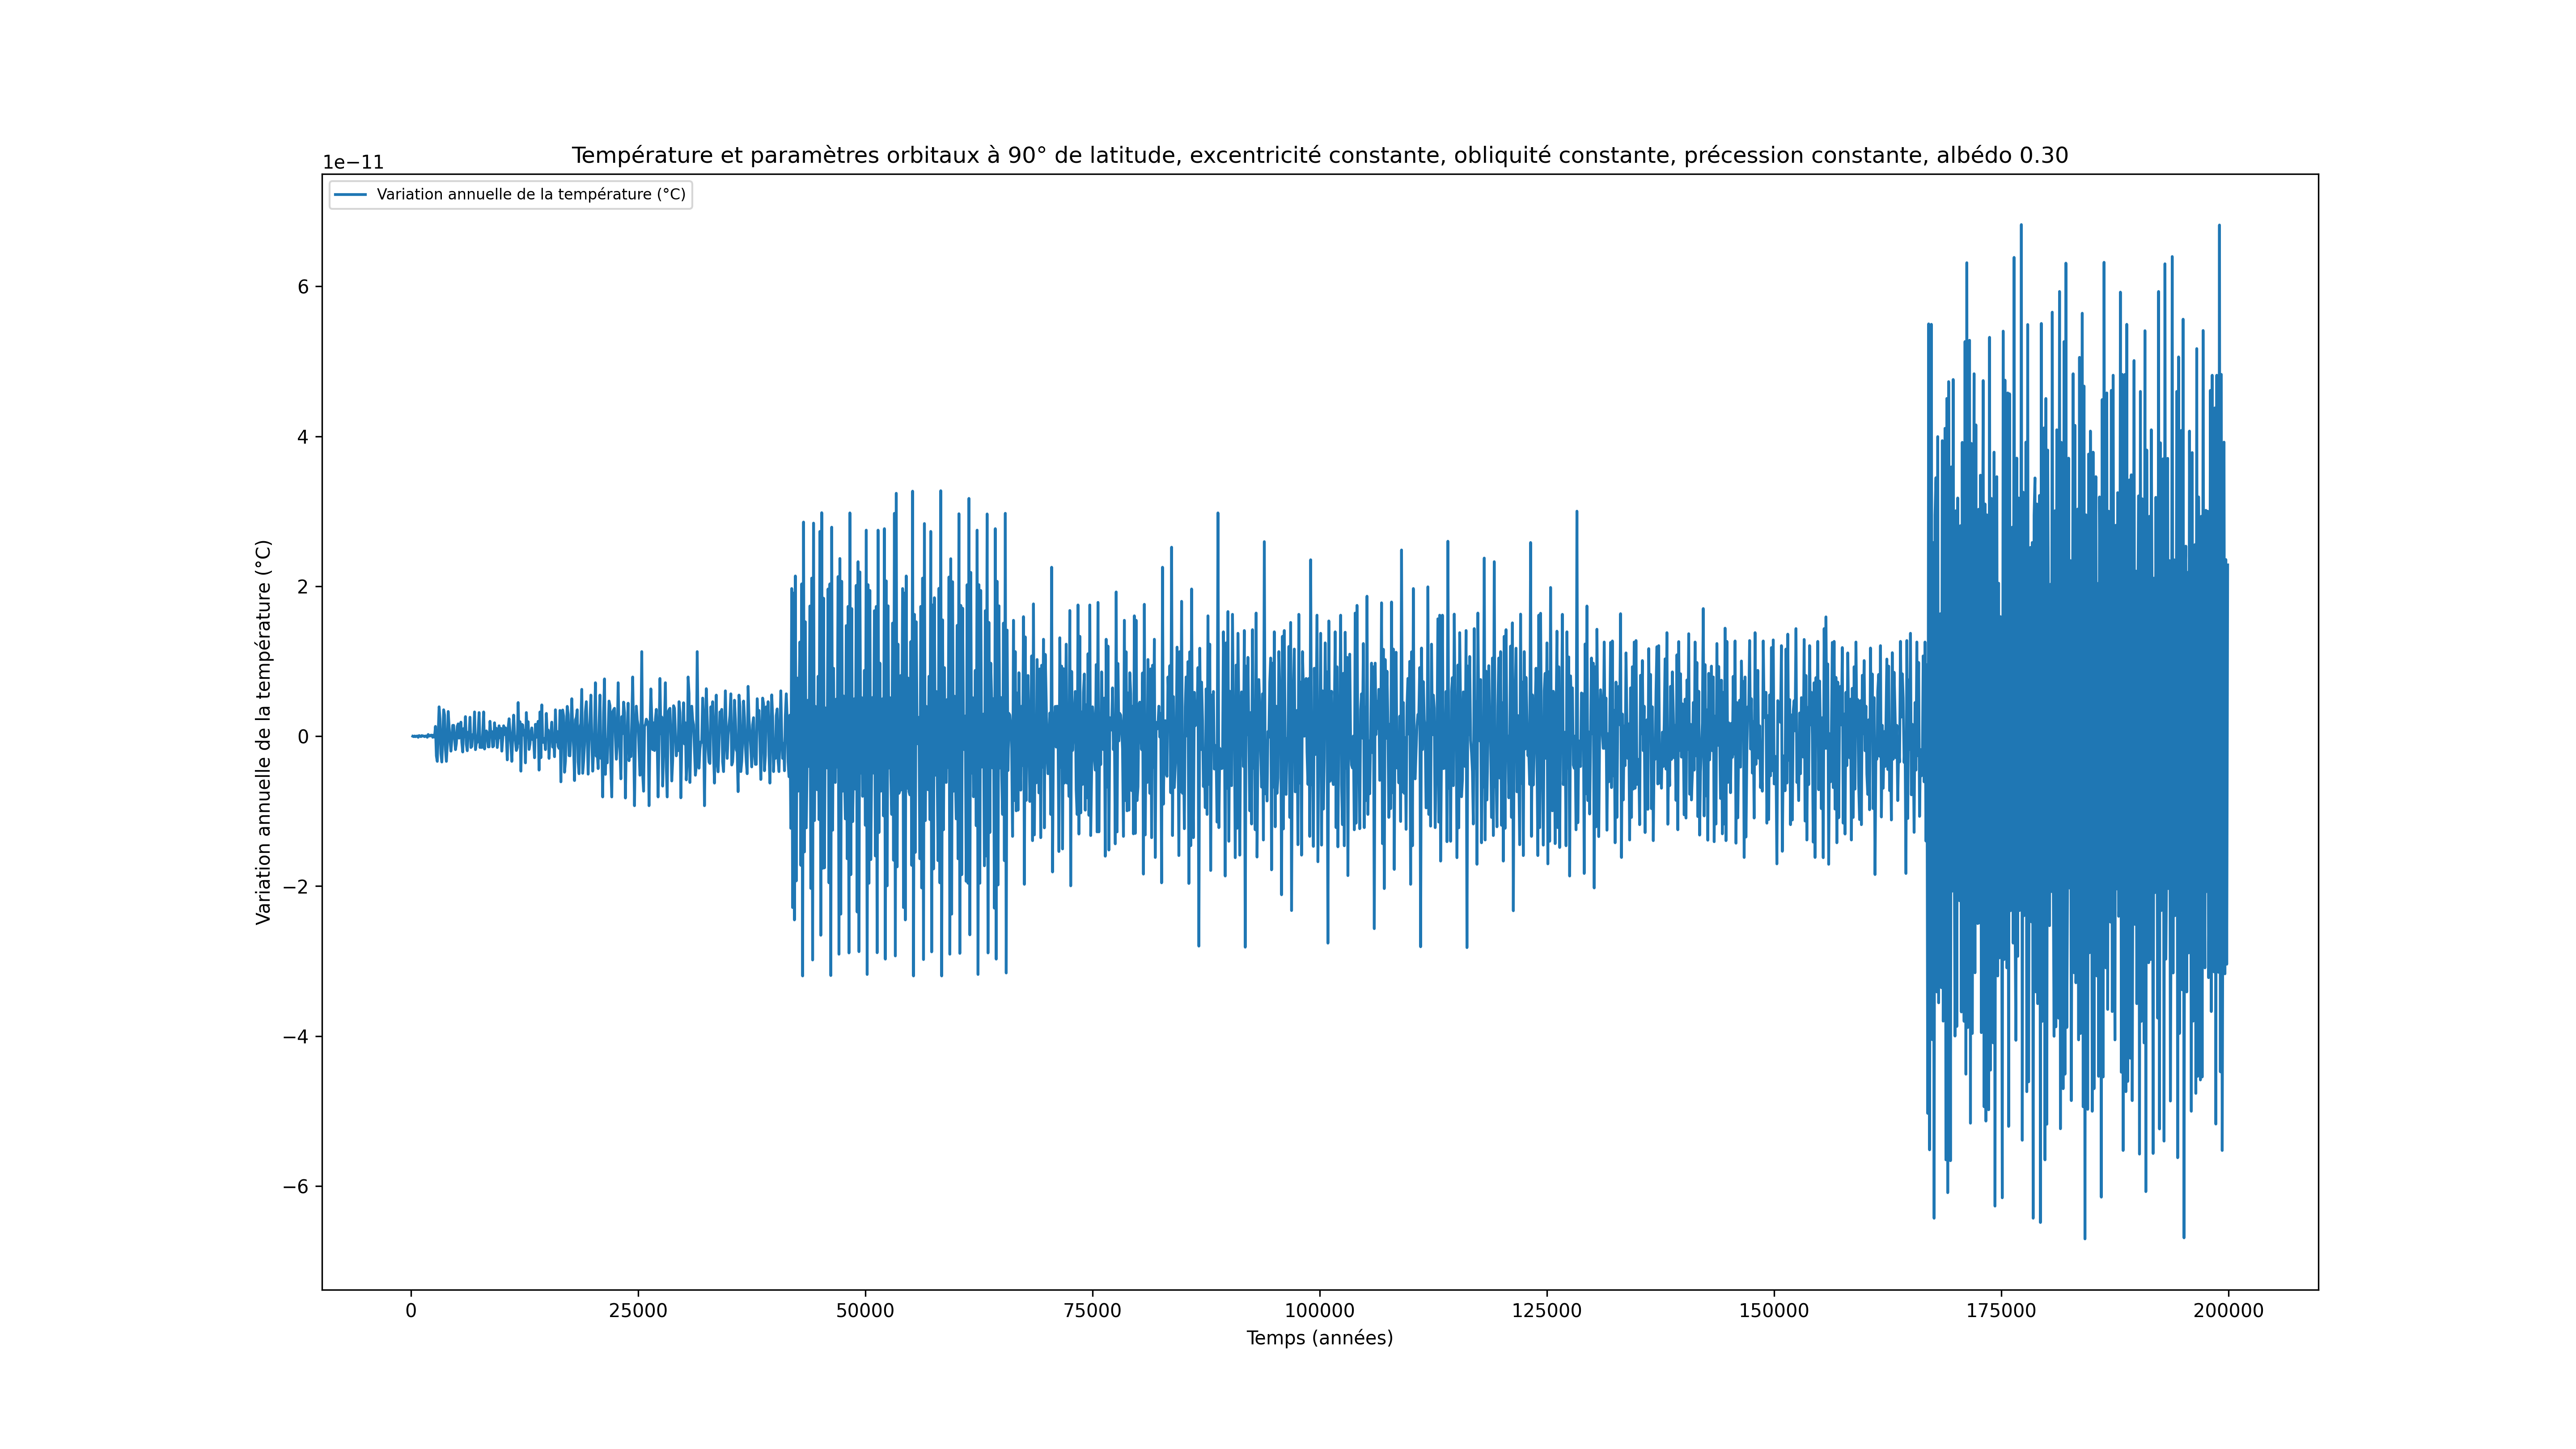 Température et paramètres orbitaux à 90° de latitude, excentricité constante, obliquité constante, précession constante, albédo 0.30
1e−11
Variation annuelle de la température (°C)
Variation annuelle de la température (°C)
6
4
2
0
−2
−4
−6
0 25000 50000 75000 100000 125000 150000 175000 200000
Temps (années)